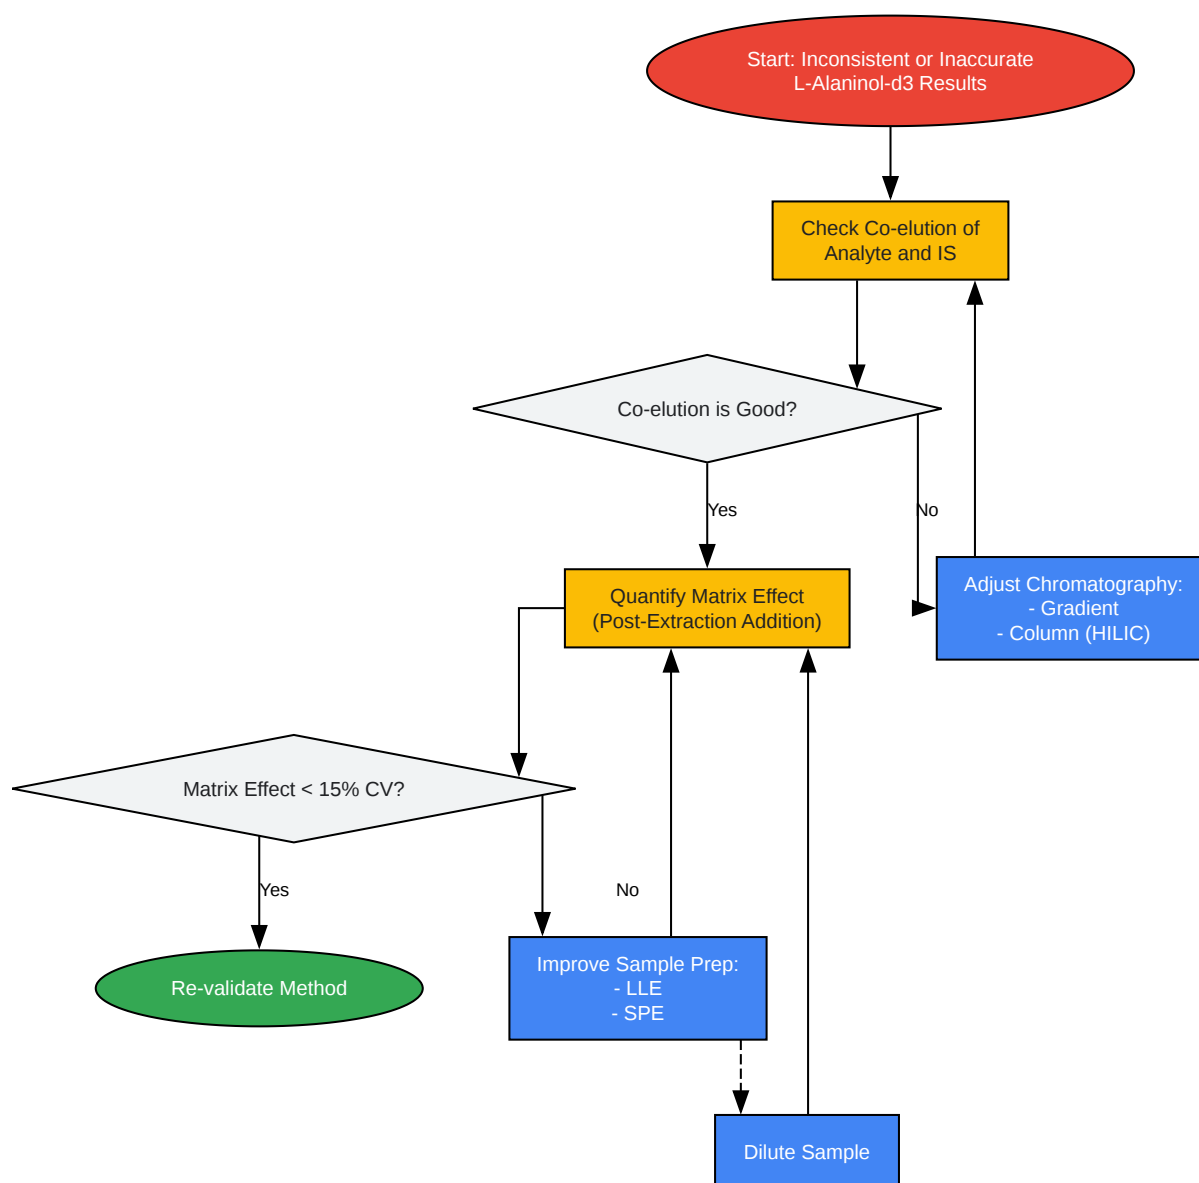 Start: Inconsistent or Inaccurate
L-Alaninol-d3 Results
Check Co-elution of
Analyte and IS
Co-elution is Good?
Yes
No
Quantify Matrix Effect
(Post-Extraction Addition)
Adjust Chromatography:
- Gradient
- Column (HILIC)
Matrix Effect < 15% CV?
Yes
No
Re-validate Method
Improve Sample Prep:
- LLE
- SPE
Dilute Sample